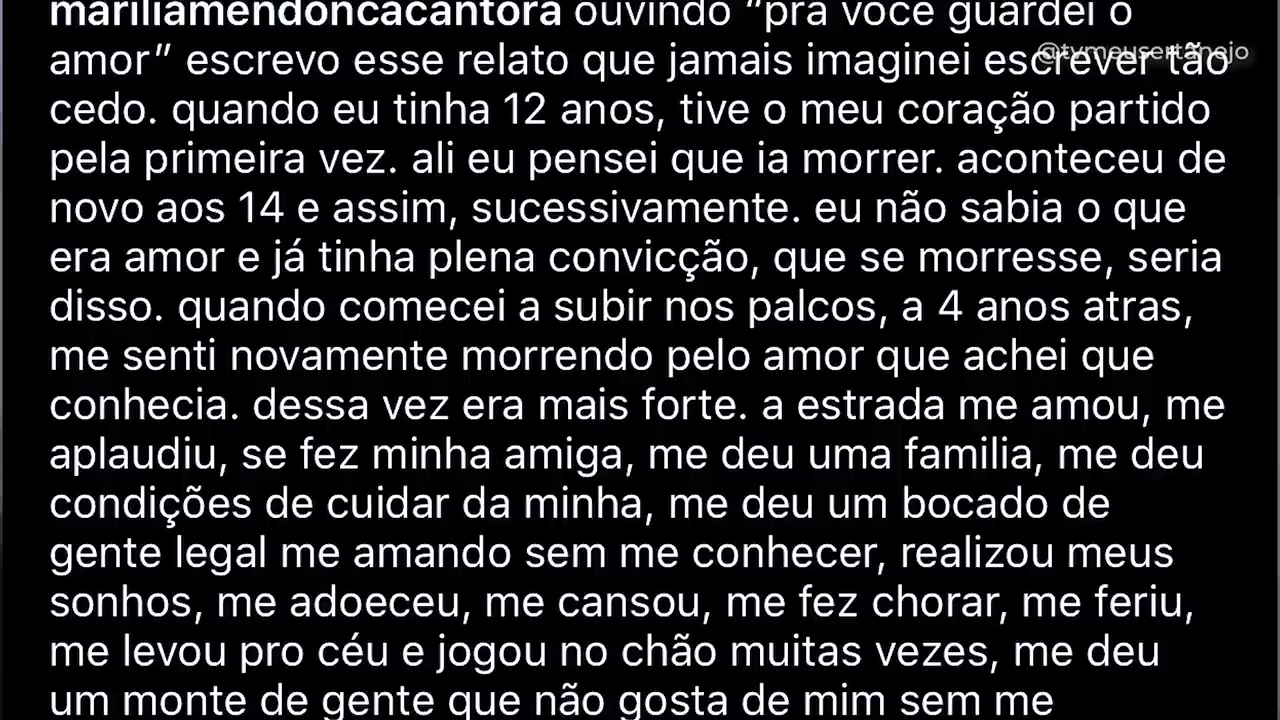 mariliamendoncacantora ouvindo “pra você guardei o
amor” escrevo esse relato que jamais imaginei escrever tão
@tvmeusertanejo
cedo. quando eu tinha 12 anos, tive o meu coração partido
pela primeira vez. ali eu pensei que ia morrer. aconteceu de
novo aos 14 e assim, sucessivamente. eu não sabia o que
era amor e já tinha plena convicção, que se morresse, seria
disso. quando comecei a subir nos palcos, a 4 anos atras,
me senti novamente morrendo pelo amor que achei que
conhecia. dessa vez era mais forte. a estrada me amou, me
aplaudiu, se fez minha amiga, me deu uma familia, me deu
condições de cuidar da minha, me deu um bocado de
gente legal me amando sem me conhecer, realizou meus
sonhos, me adoeceu, me cansou, me fez chorar, me feriu,
me levou pro céu e jogou no chão muitas vezes, me deu
um monte de gente que não gosta de mim sem me